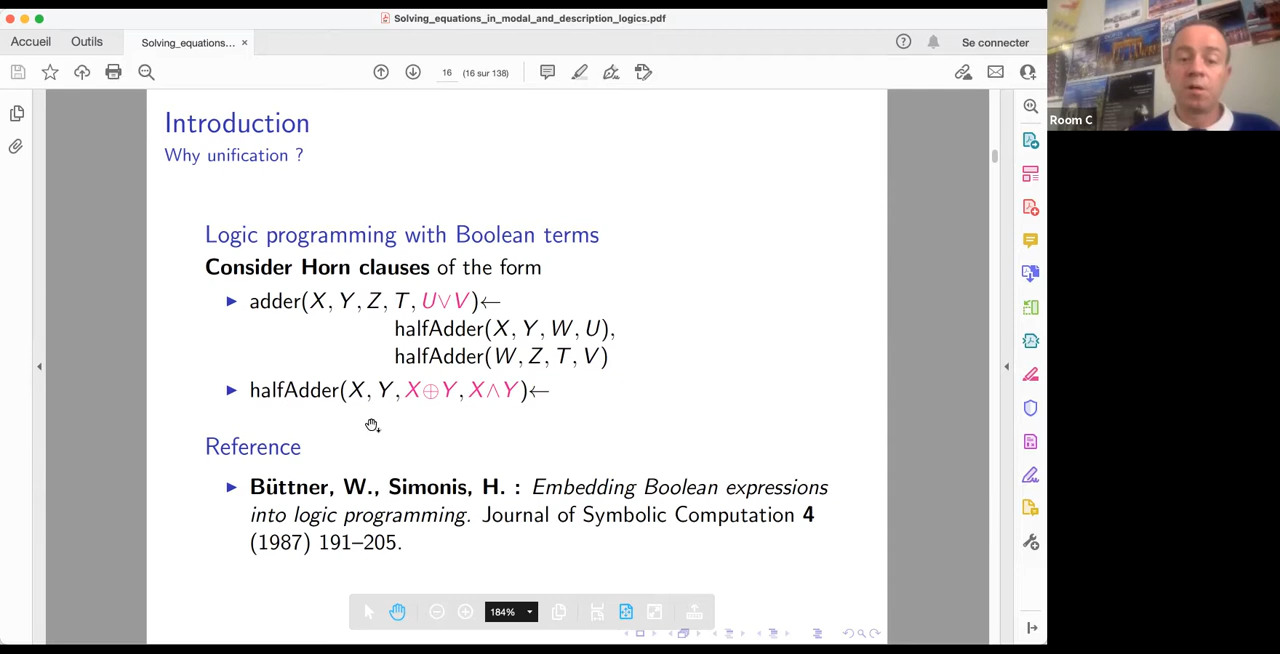 Solving_equations_in_modal_and_description_logics.pdf
Accueil Outils Solving_equations... × Se connecter
16 (16 sur 138)
Room C
Introduction
Why unification ?
Logic programming with Boolean terms
Consider Horn clauses of the form
▶ adder(X, Y, Z, T, U∨V)←
halfAdder(X, Y, W, U),
halfAdder(W, Z, T, V)
▶ halfAdder(X, Y, X⊕Y, X∧Y)←
Reference
▶ Büttner, W., Simonis, H. : Embedding Boolean expressions
into logic programming. Journal of Symbolic Computation 4
(1987) 191–205.
184%